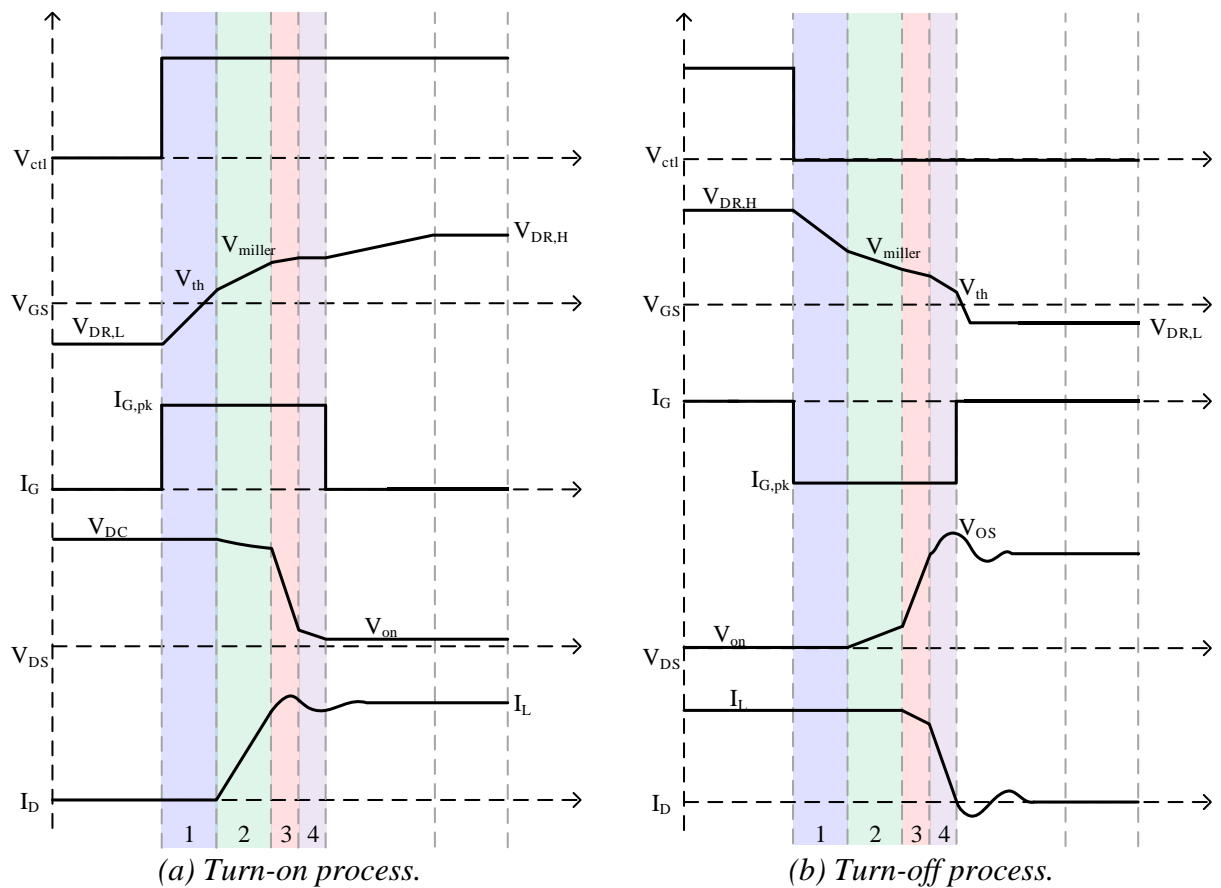 V_ctl
V_DR,H
V_miller
V_th
V_GS
V_DR,L
I_G,pk
I_G
V_DC
V_on
V_DS
I_L
I_D
1 2 3 4
(a) Turn-on process.
V_ctl
V_DR,H
V_miller
V_th
V_GS
V_DR,L
I_G
I_G,pk
V_OS
V_on
V_DS
I_L
I_D
1 2 3 4
(b) Turn-off process.